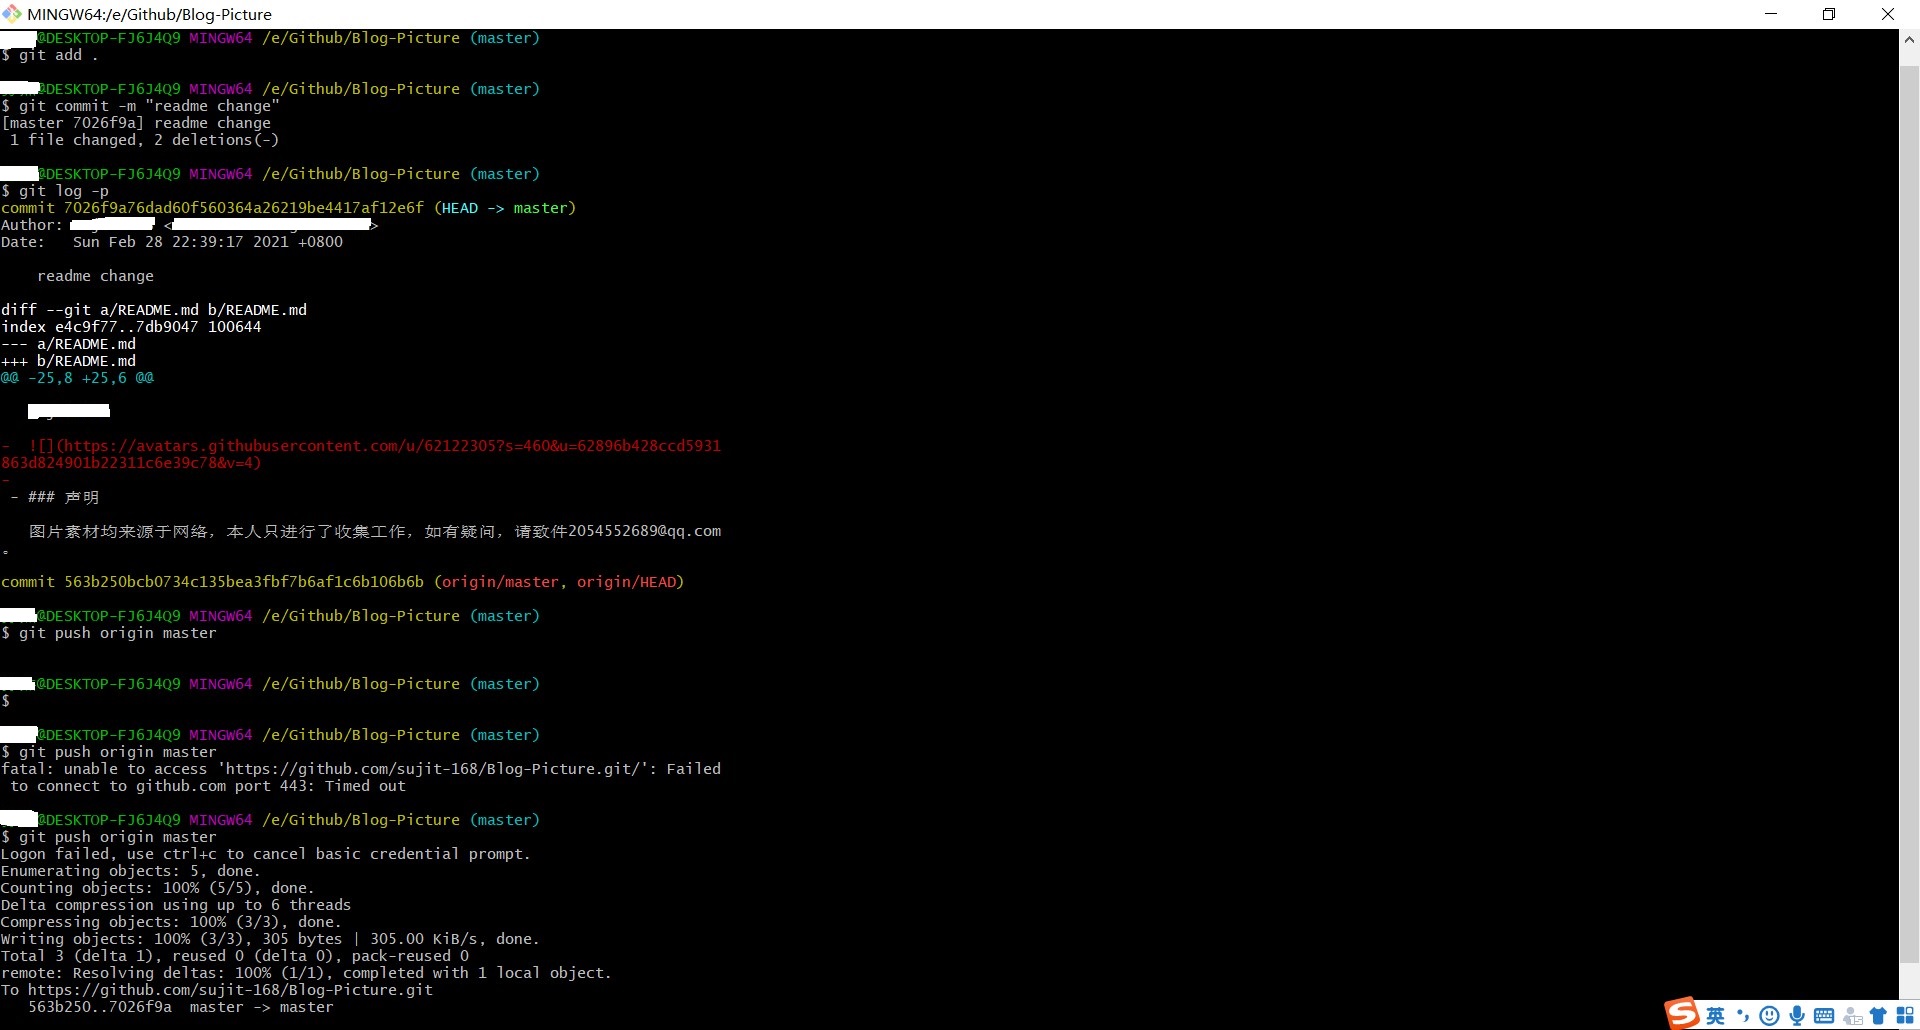 MINGW64:/e/Github/Blog-Picture
@DESKTOP-FJ6J4Q9 MINGW64 /e/Github/Blog-Picture (master)
$ git add .
@DESKTOP-FJ6J4Q9 MINGW64 /e/Github/Blog-Picture (master)
$ git commit -m "readme change"
[master 7026f9a] readme change
1 file changed, 2 deletions(-)
@DESKTOP-FJ6J4Q9 MINGW64 /e/Github/Blog-Picture (master)
$ git log -p
commit 7026f9a76dad60f560364a26219be4417af12e6f (HEAD -> master)
Author: < >
Date: Sun Feb 28 22:39:17 2021 +0800
readme change
diff --git a/README.md b/README.md
index e4c9f77..7db9047 100644
--- a/README.md
+++ b/README.md
@@ -25,8 +25,6 @@
- ![](https://avatars.githubusercontent.com/u/62122305?s=460&u=62896b428ccd5931
863d824901b22311c6e39c78&v=4)
-
- ### 声明
图片素材均来源于网络，本人只进行了收集工作，如有疑问，请致件2054552689@qq.com
。
commit 563b250bcb0734c135bea3fbf7b6af1c6b106b6b (origin/master, origin/HEAD)
@DESKTOP-FJ6J4Q9 MINGW64 /e/Github/Blog-Picture (master)
$ git push origin master
@DESKTOP-FJ6J4Q9 MINGW64 /e/Github/Blog-Picture (master)
$
@DESKTOP-FJ6J4Q9 MINGW64 /e/Github/Blog-Picture (master)
$ git push origin master
fatal: unable to access 'https://github.com/sujit-168/Blog-Picture.git/': Failed
to connect to github.com port 443: Timed out
@DESKTOP-FJ6J4Q9 MINGW64 /e/Github/Blog-Picture (master)
$ git push origin master
Logon failed, use ctrl+c to cancel basic credential prompt.
Enumerating objects: 5, done.
Counting objects: 100% (5/5), done.
Delta compression using up to 6 threads
Compressing objects: 100% (3/3), done.
Writing objects: 100% (3/3), 305 bytes | 305.00 KiB/s, done.
Total 3 (delta 1), reused 0 (delta 0), pack-reused 0
remote: Resolving deltas: 100% (1/1), completed with 1 local object.
To https://github.com/sujit-168/Blog-Picture.git
563b250..7026f9a master -> master
S 英